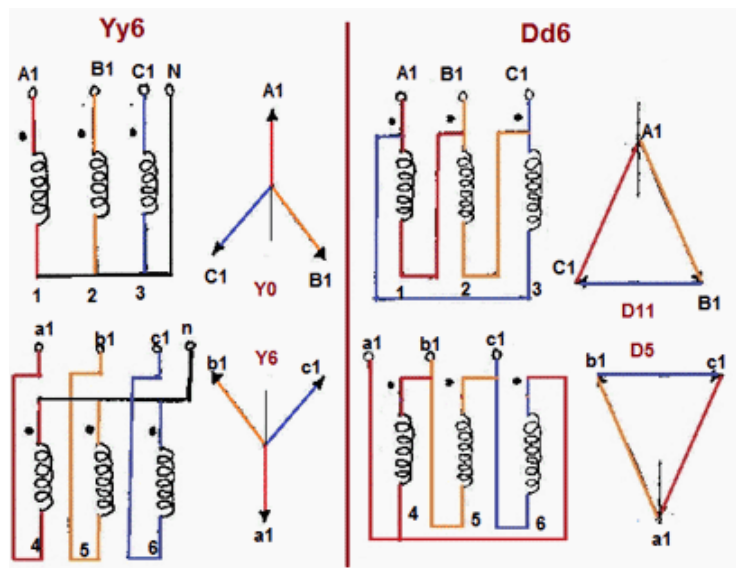 Yy6
A1 B1 C1 N
A1
C1 B1
Y0
1 2 3
a1 b1 c1 n
Y6
b1 c1
a1
4 5 6
Dd6
A1 B1 C1
A1
C1 B1
1 2 3
D11
D5
a1 b1 c1
b1 c1
4 5 6
a1